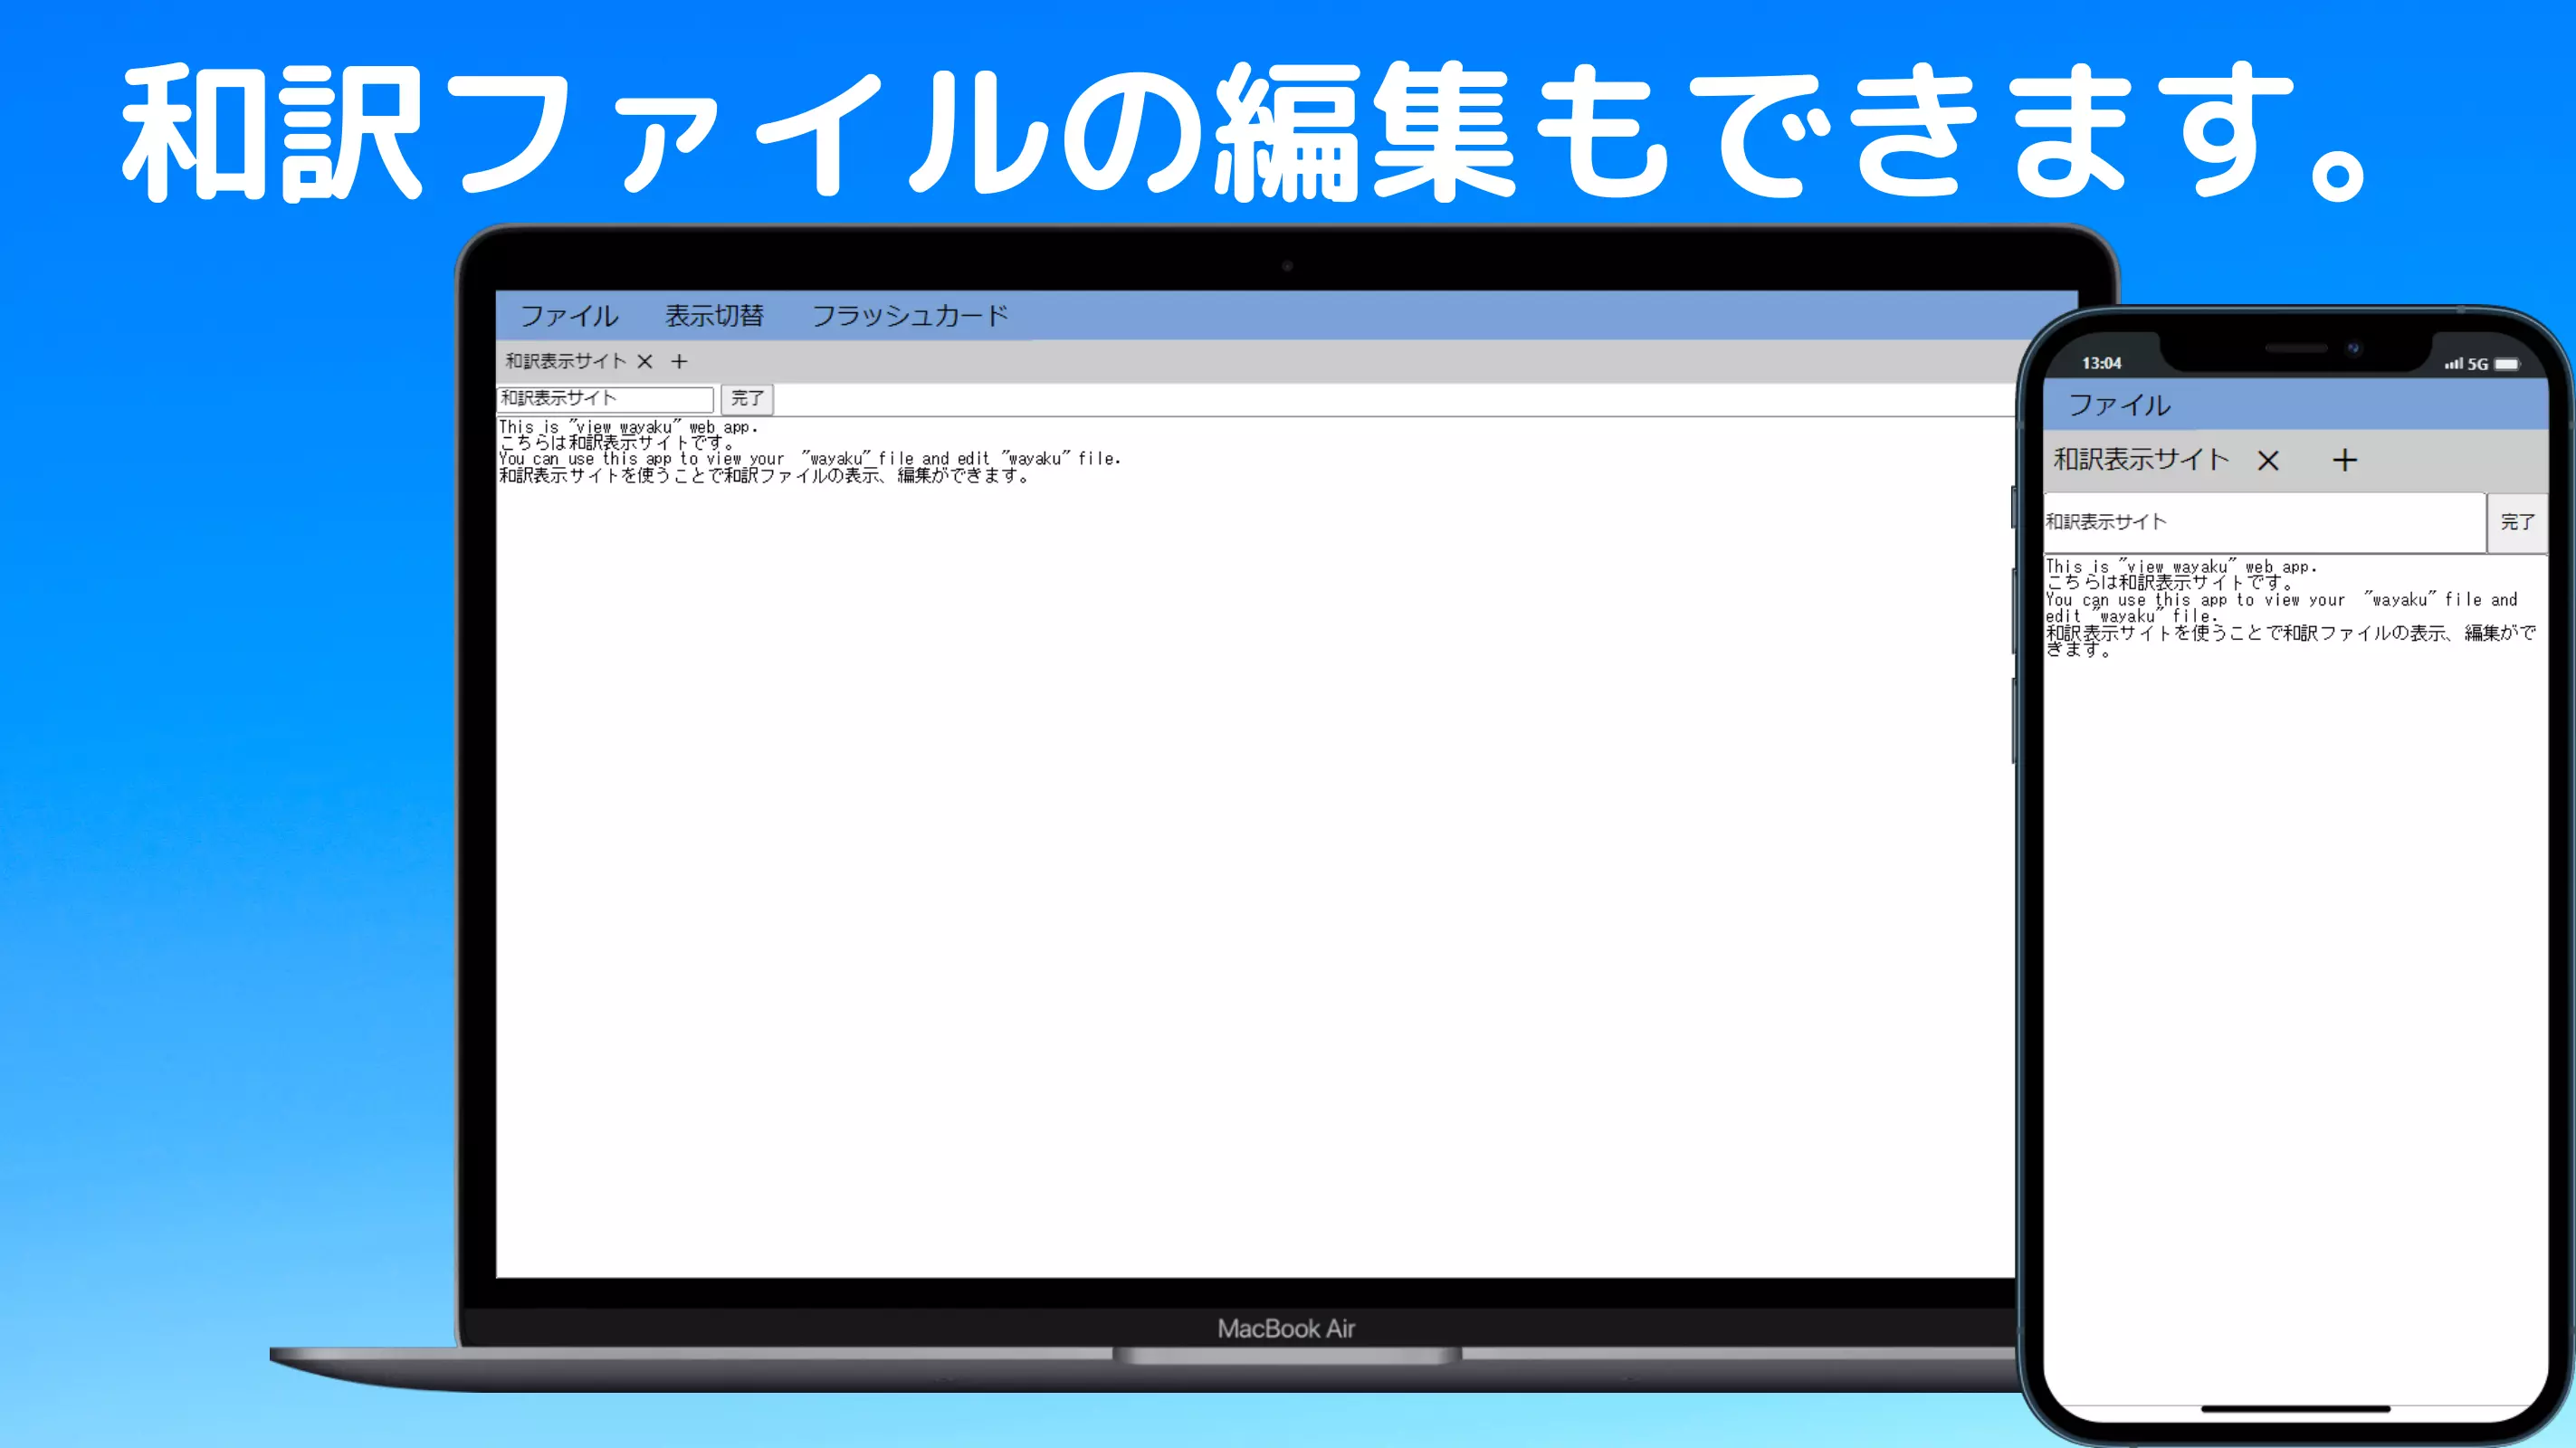 和訳ファイルの編集もできます。
ファイル 表示切替 フラッシュカード
和訳表示サイト × +
和訳表示サイト 完了
This is "view wayaku" web app.
こちらは和訳表示サイトです。
You can use this app to view your "wayaku" file and edit "wayaku" file.
和訳表示サイトを使うことで和訳ファイルの表示、編集ができます。
MacBook Air
13:04 5G
ファイル
和訳表示サイト × +
和訳表示サイト 完了
This is "view wayaku" web app.
こちらは和訳表示サイトです。
You can use this app to view your "wayaku" file and
edit "wayaku" file.
和訳表示サイトを使うことで和訳ファイルの表示、編集がで
きます。